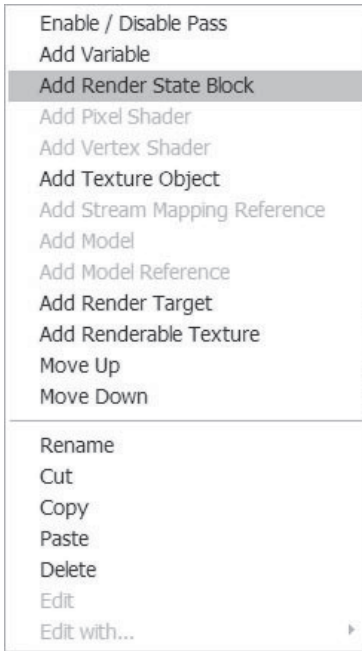 Enable / Disable Pass
Add Variable
Add Render State Block
Add Pixel Shader
Add Vertex Shader
Add Texture Object
Add Stream Mapping Reference
Add Model
Add Model Reference
Add Render Target
Add Renderable Texture
Move Up
Move Down
Rename
Cut
Copy
Paste
Delete
Edit
Edit with...